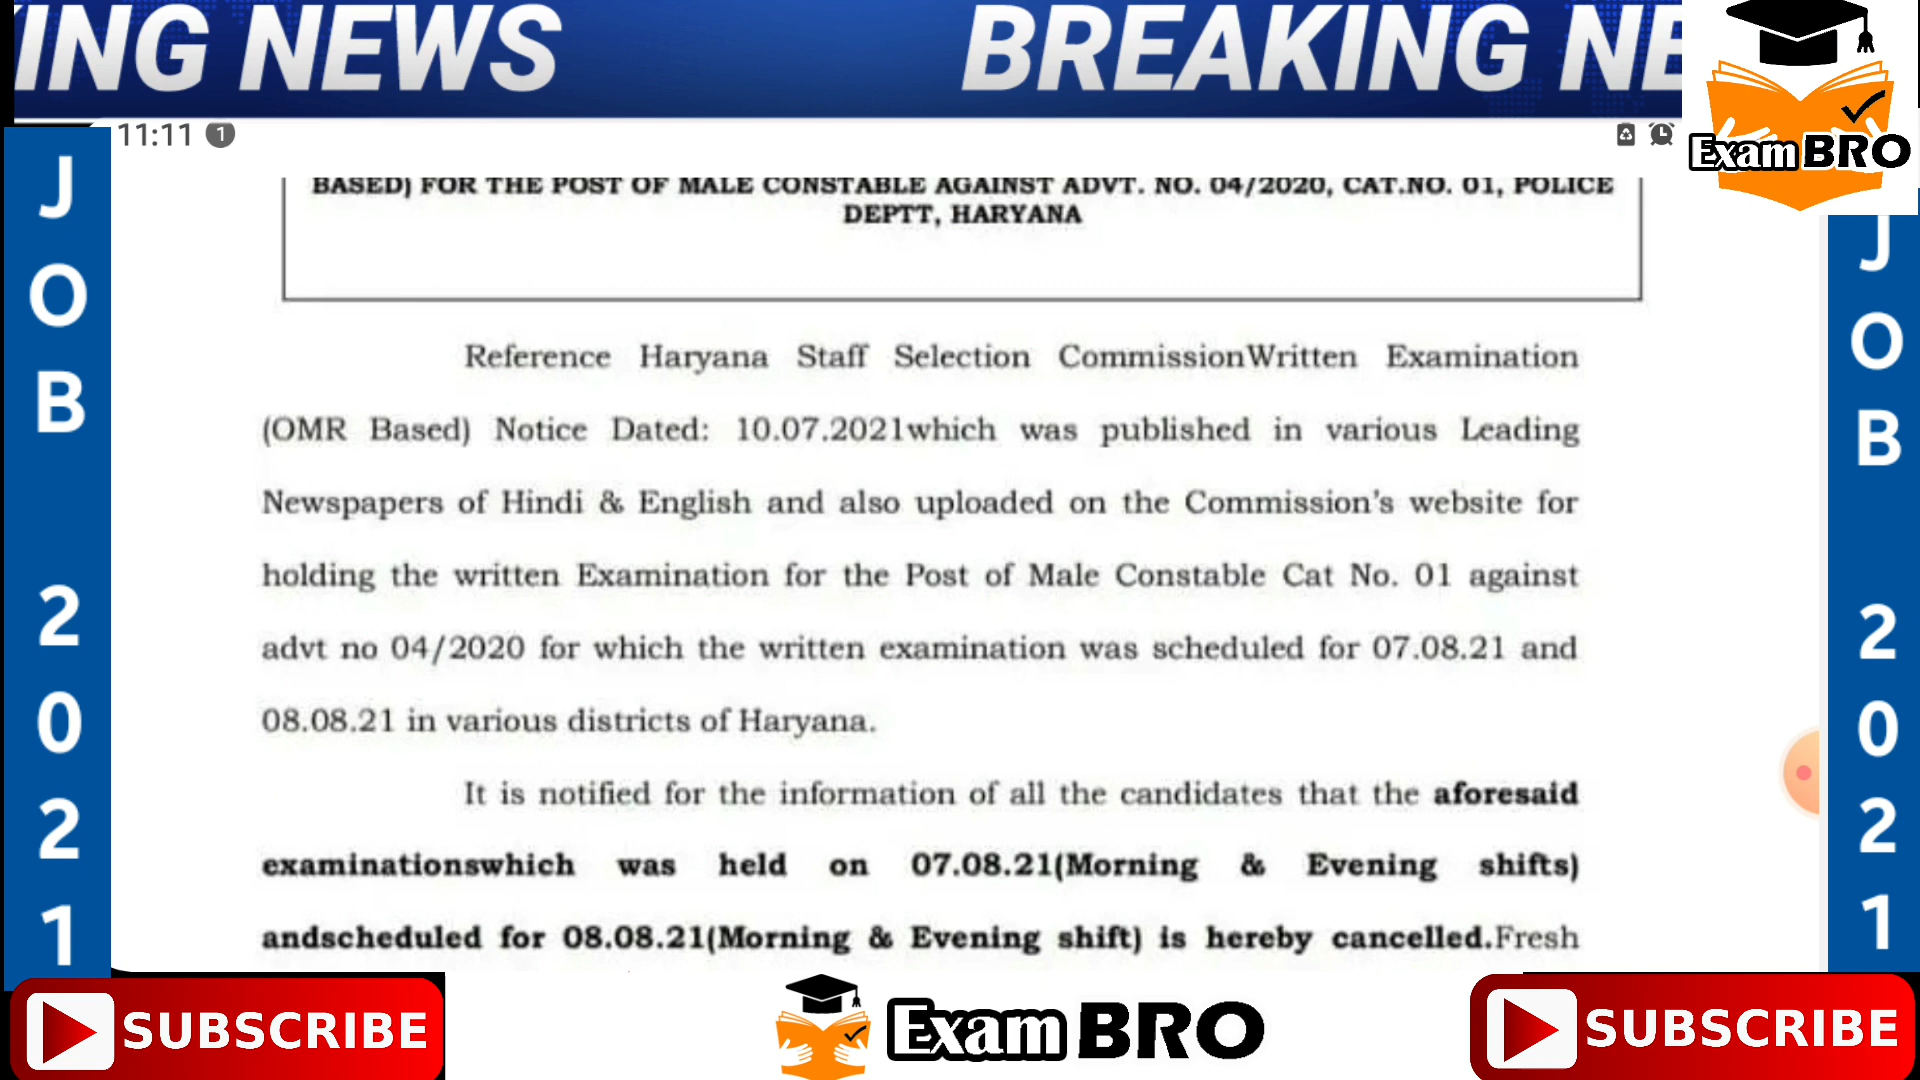 ING NEWS BREAKING NE
11:11 1
Exam BRO
BASED) FOR THE POST OF MALE CONSTABLE AGAINST ADVT. NO. 04/2020, CAT.NO. 01, POLICE
DEPTT, HARYANA
Reference Haryana Staff Selection CommissionWritten Examination
(OMR Based) Notice Dated: 10.07.2021which was published in various Leading
Newspapers of Hindi & English and also uploaded on the Commission's website for
holding the written Examination for the Post of Male Constable Cat No. 01 against
advt no 04/2020 for which the written examination was scheduled for 07.08.21 and
08.08.21 in various districts of Haryana.
It is notified for the information of all the candidates that the aforesaid
examinationswhich was held on 07.08.21(Morning & Evening shifts)
andscheduled for 08.08.21(Morning & Evening shift) is hereby cancelled.Fresh
JOB 2021
JOB 2021
SUBSCRIBE
Exam BRO
SUBSCRIBE